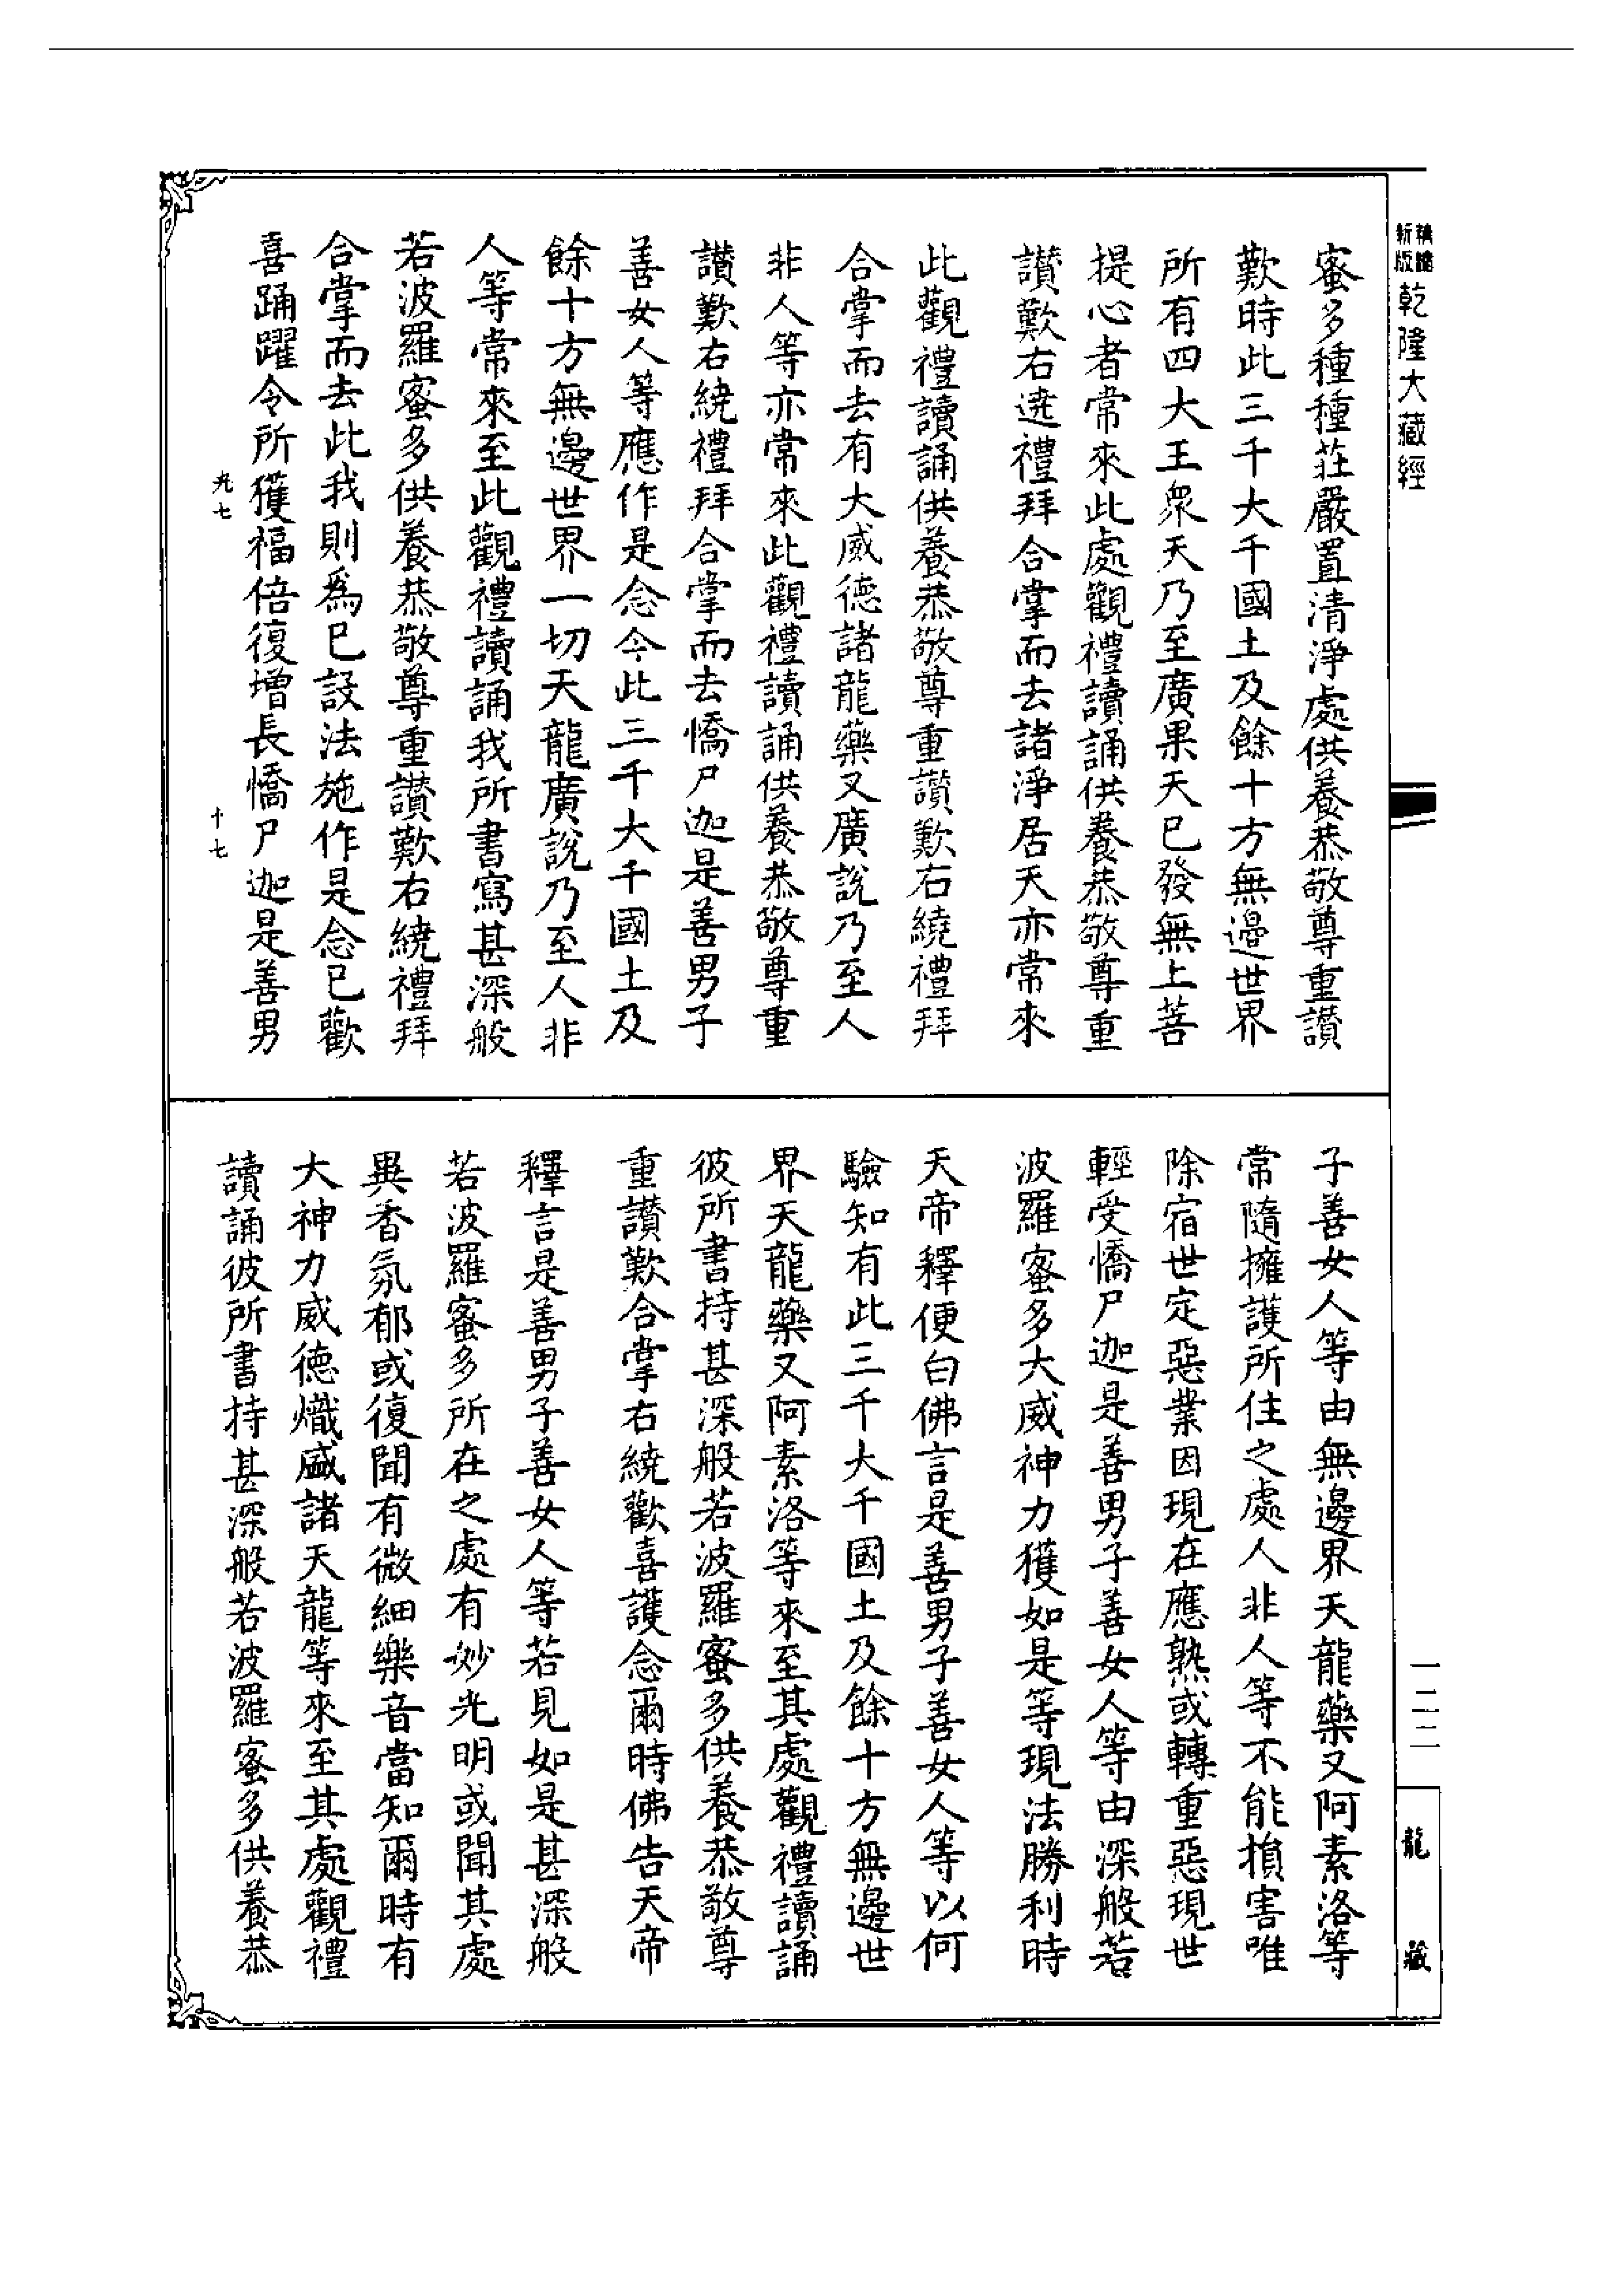 精縮
新版
乾隆大藏經
蜜多種種莊嚴置清淨處供養恭敬尊重讃
歎時此三千大千國土及餘十方無邊世界
所有四大王衆天乃至廣果天已發無上菩
提心者常來此處觀禮讀誦供養恭敬尊重
讃歎右遶禮拜合掌而去諸淨居天亦常來
此觀禮讀誦供養恭敬尊重讃歎右繞禮拜
合掌而去有大威德諸龍藥叉廣說乃至人
非人等亦常來此觀禮讀誦供養恭敬尊重
讃歎右繞禮拜合掌而去憍尸迦是善男子
善女人等應作是念今此三千大千國土及
餘十方無邊世界一切天龍廣說乃至人非
人等常來至此觀禮讀誦我所書寫甚深般
若波羅蜜多供養恭敬尊重讃歎右繞禮拜
合掌而去此我則爲已設法施作是念已歡
喜踊躍令所獲福倍復增長憍尸迦是善男
光七
十七
子善女人等由無邊界天龍藥叉阿素洛等
常隨擁護所住之處人非人等不能損害唯
除宿世定惡業因現在應熟或轉重惡現世
輕受憍尸迦是善男子善女人等由深般若
波羅蜜多大威神力獲如是等現法勝利時
天帝釋便白佛言是善男子善女人等以何
驗知有此三千大千國土及餘十方無邊世
界天龍藥叉阿素洛等來至其處觀禮讀誦
彼所書持甚深般若波羅蜜多供養恭敬尊
重讃歎合掌右繞歡喜護念爾時佛告天帝
釋言是善男子善女人等若見如是甚深般
若波羅蜜多所在之處有妙光明或聞其處
異香氛郁或復聞有微細樂音當知爾時有
大神力威德熾盛諸天龍等來至其處觀禮
讀誦彼所書持甚深般若波羅蜜多供養恭
一二二
龍藏